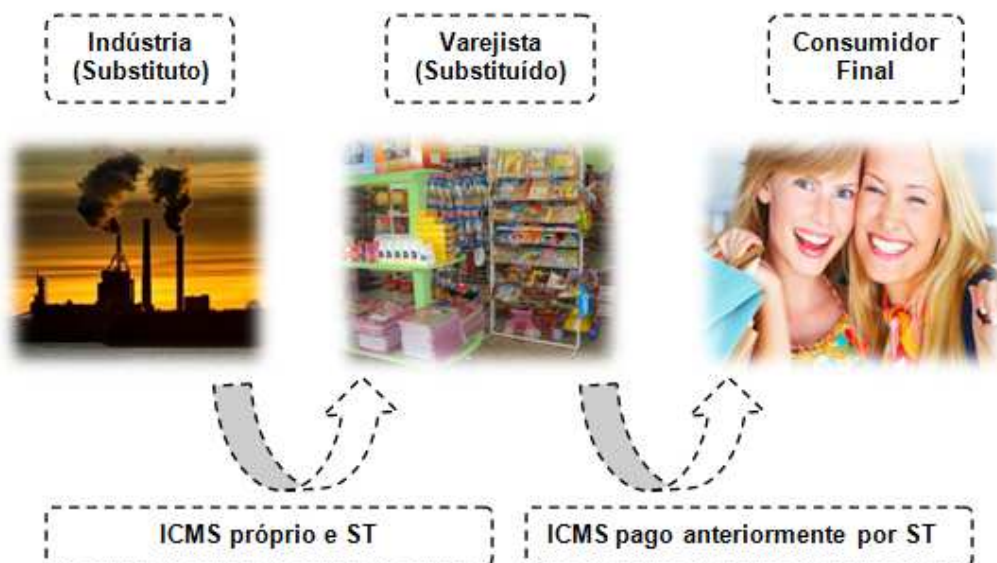 Indústria
(Substituto)
Varejista
(Substituído)
Consumidor
Final
ICMS próprio e ST
ICMS pago anteriormente por ST